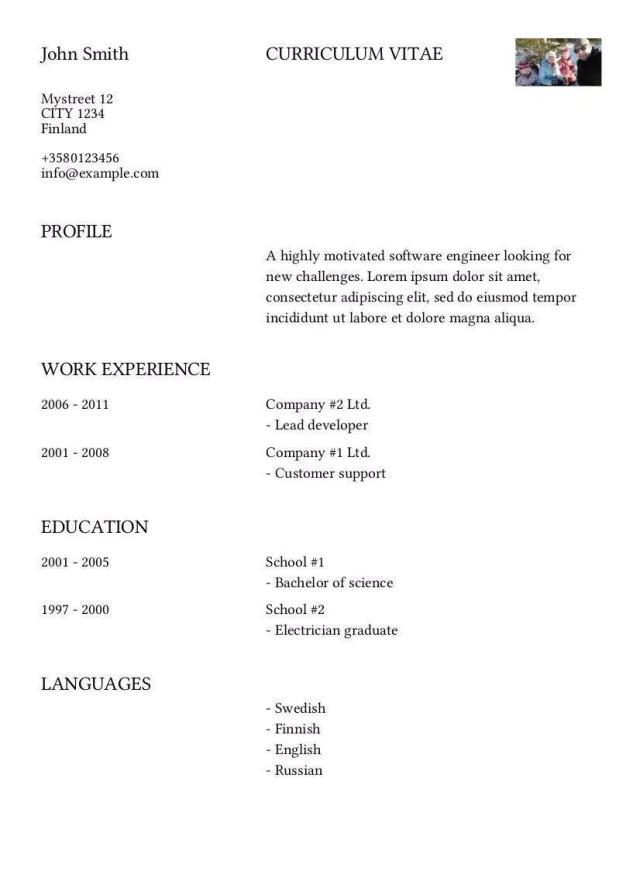 John Smith
CURRICULUM VITAE
Mystreet 12
CITY 1234
Finland
+3580123456
info@example.com
PROFILE
A highly motivated software engineer looking for
new challenges. Lorem ipsum dolor sit amet,
consectetur adipiscing elit, sed do eiusmod tempor
incididunt ut labore et dolore magna aliqua.
WORK EXPERIENCE
2006 - 2011
Company #2 Ltd.
- Lead developer
2001 - 2008
Company #1 Ltd.
- Customer support
EDUCATION
2001 - 2005
School #1
- Bachelor of science
1997 - 2000
School #2
- Electrician graduate
LANGUAGES
- Swedish
- Finnish
- English
- Russian